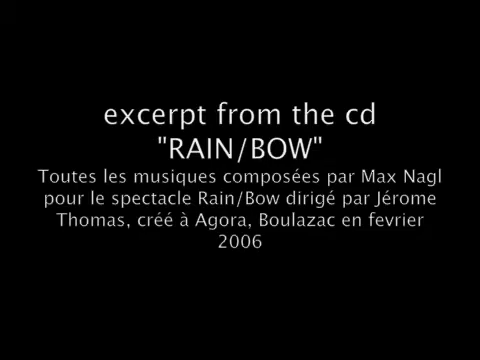 excerpt from the cd
"RAIN/BOW"
Toutes les musiques composées par Max Nagl
pour le spectacle Rain/Bow dirigé par Jérome
Thomas, créé à Agora, Boulazac en fevrier
2006